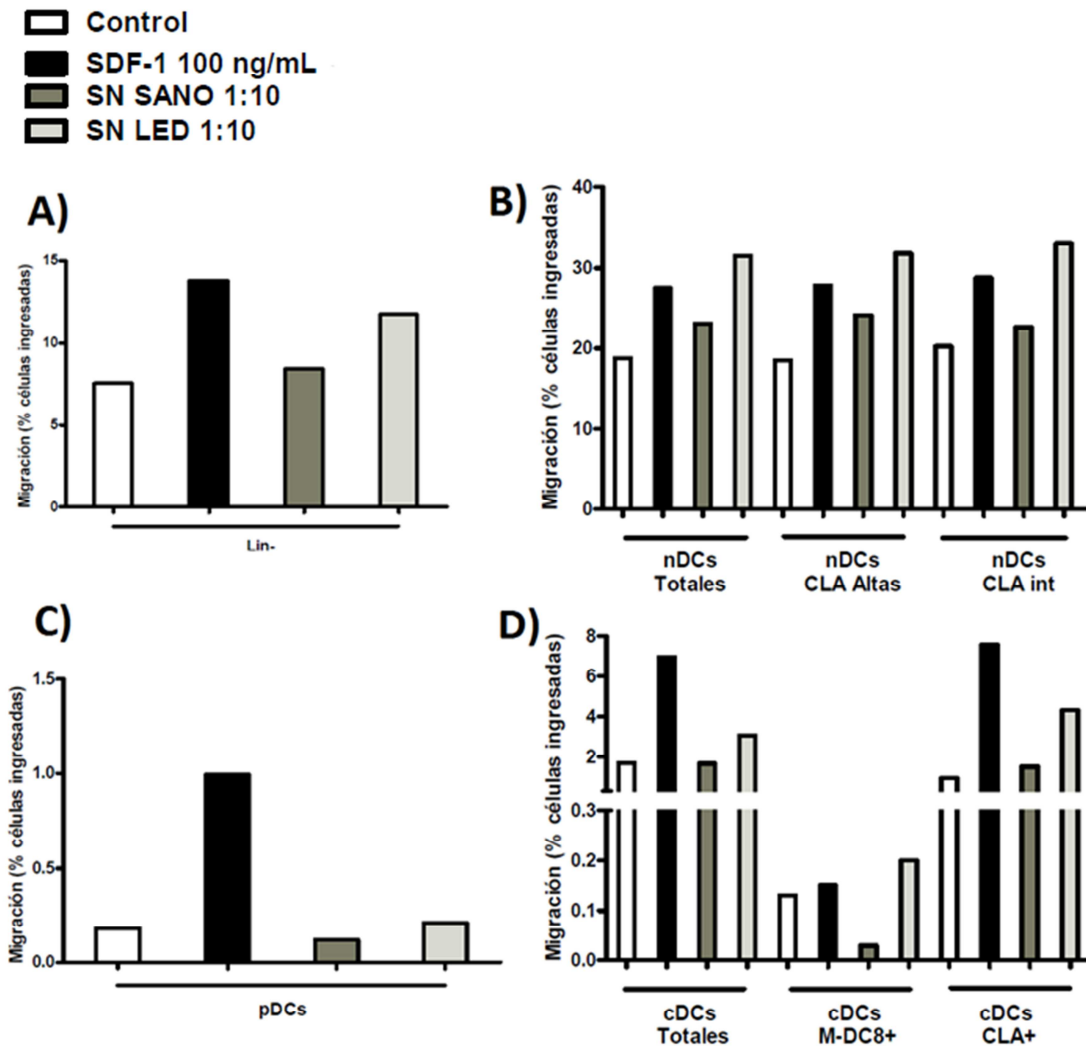 Control
SDF-1 100 ng/mL
SN SANO 1:10
SN LED 1:10
A)
Migración (% células ingresadas)
15
10
5
0
Lin-
B)
Migración (% células ingresadas)
40
30
20
10
0
nDCs
Totales
nDCs
CLA Altas
nDCs
CLA int
C)
Migración (% células ingresadas)
1.5
1.0
0.5
0.0
pDCs
D)
Migración (% células ingresadas)
8
6
4
2
0.3
0.2
0.1
0.0
cDCs
Totales
cDCs
M-DC8+
cDCs
CLA+